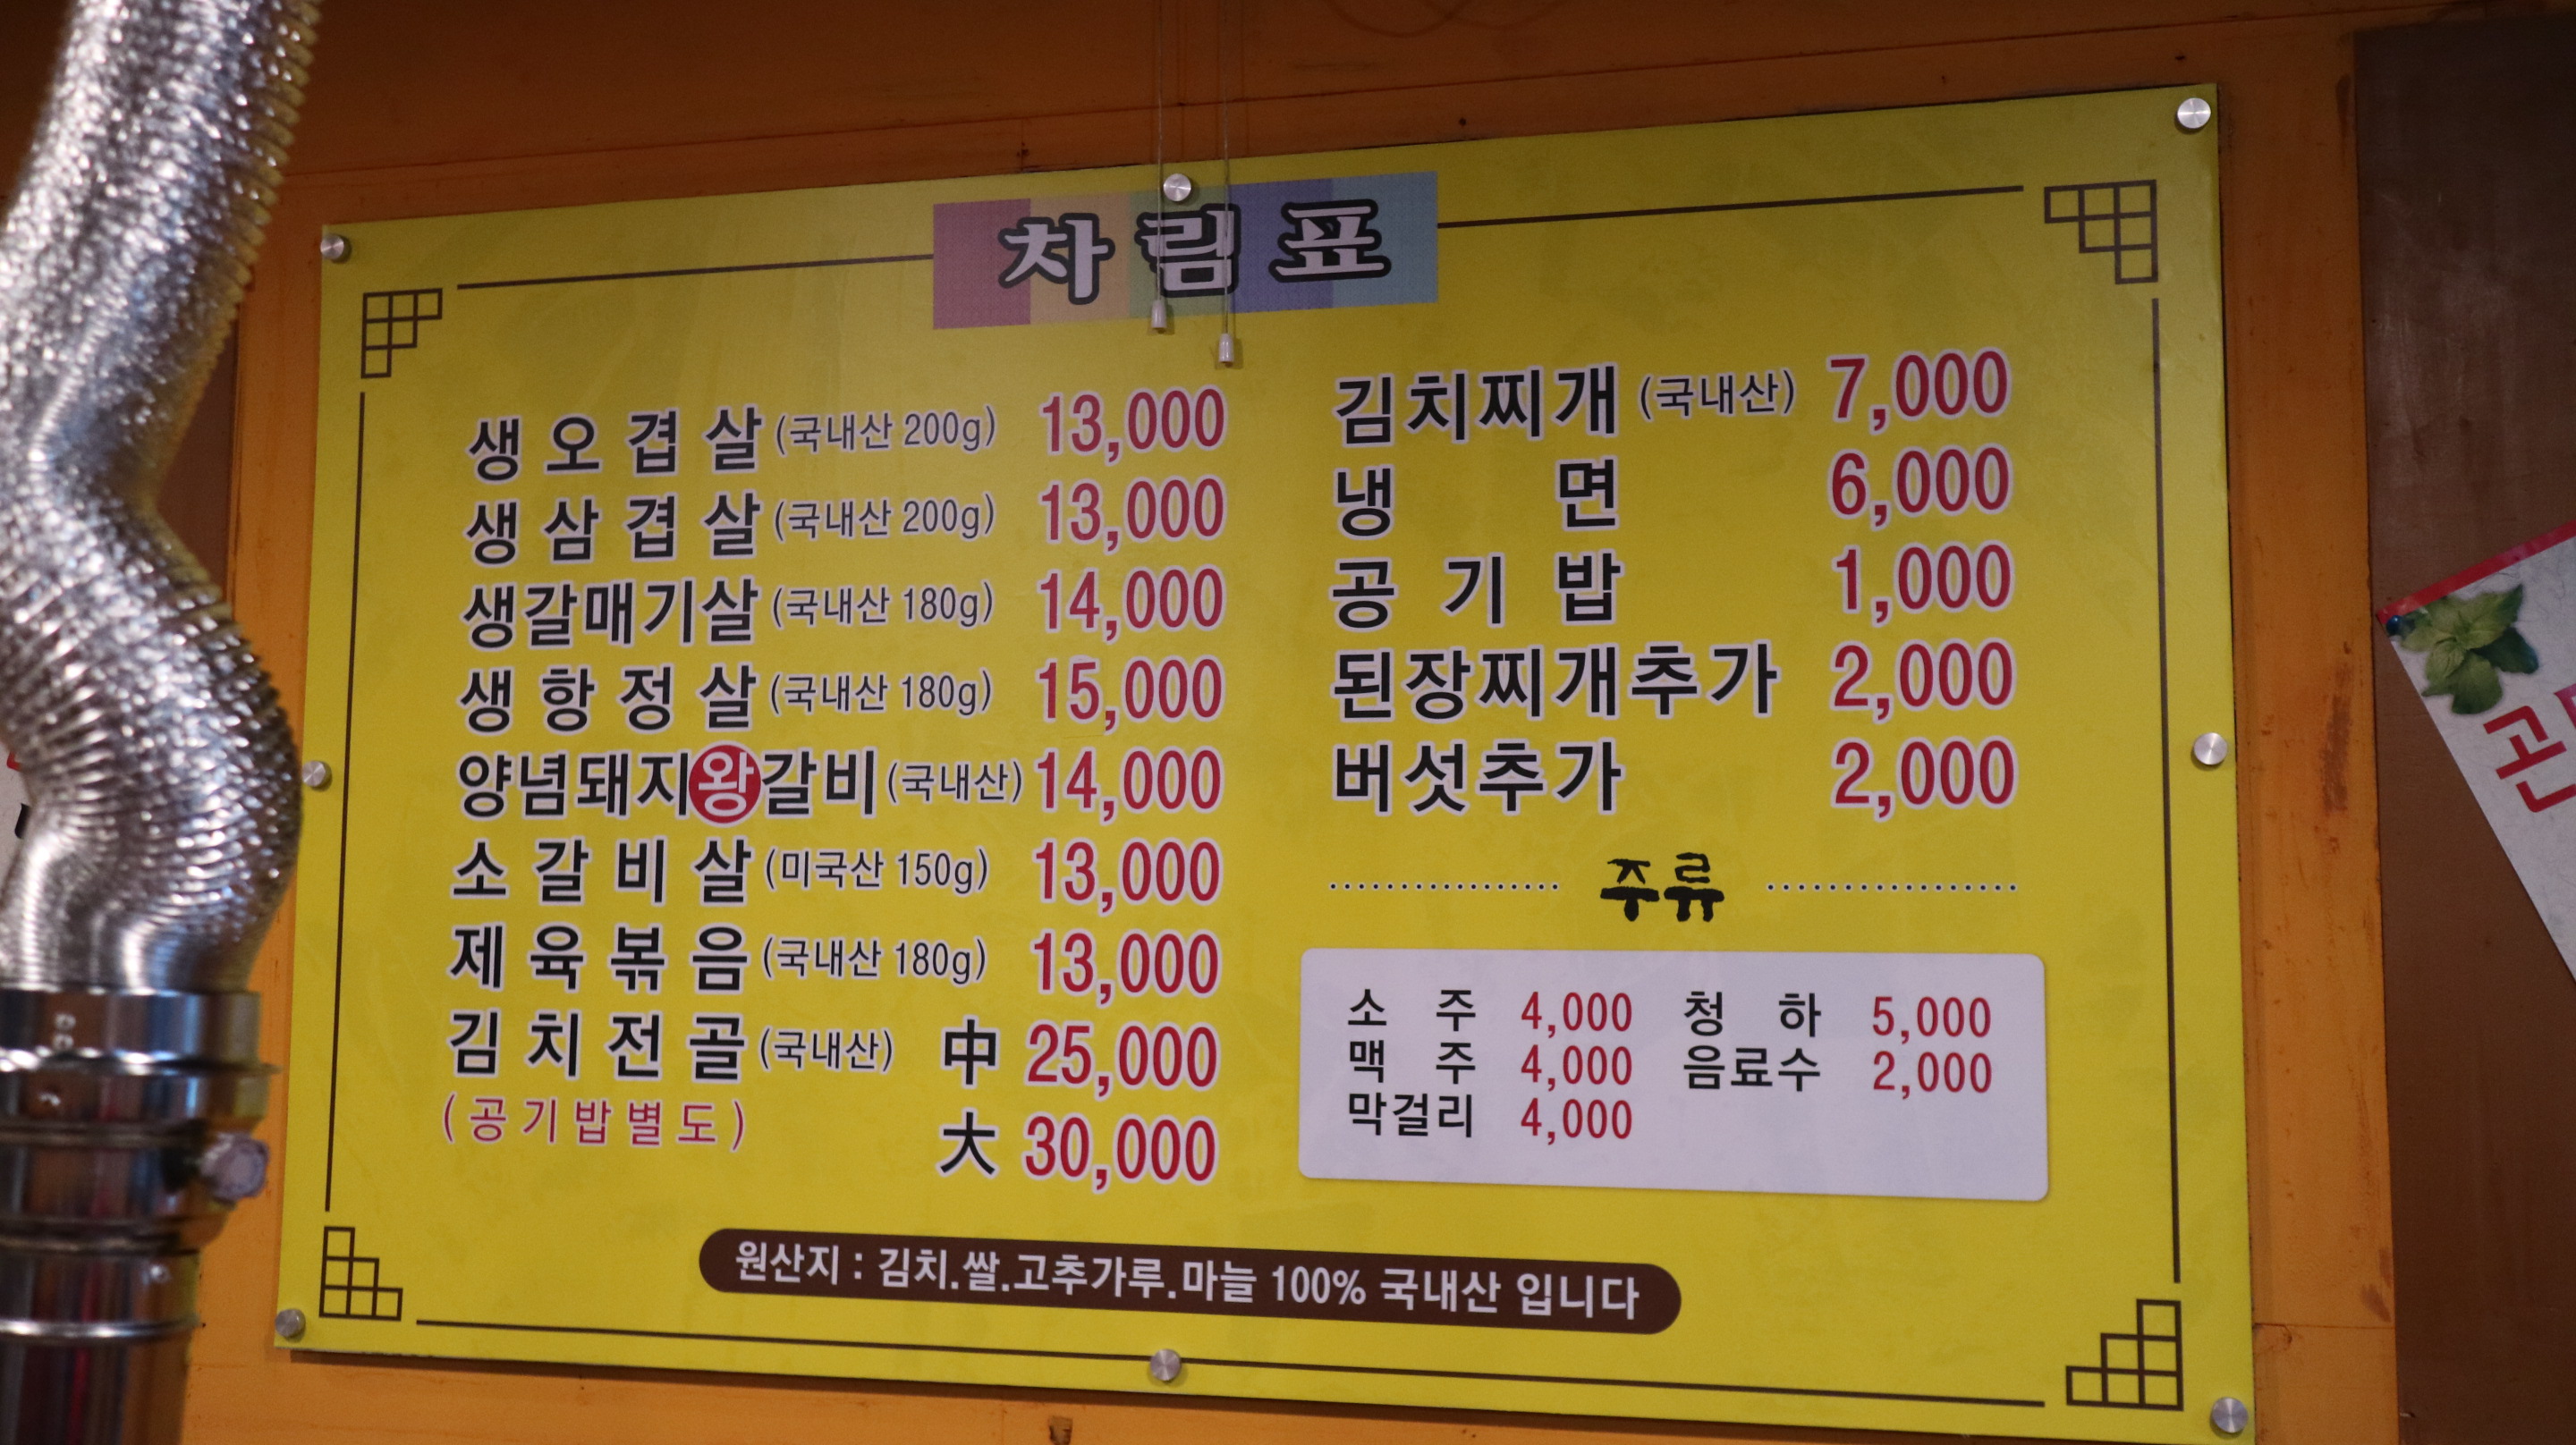 차림표
생오겹살 (국내산 200g) 13,000
생삼겹살 (국내산 200g) 13,000
생갈매기살 (국내산 180g) 14,000
생항정살 (국내산 180g) 15,000
양념돼지왕갈비 (국내산) 14,000
소갈비살 (미국산 150g) 13,000
제육볶음 (국내산 180g) 13,000
김치전골 (국내산) 中 25,000
(공기밥별도) 大 30,000
김치찌개 (국내산) 7,000
냉면 6,000
공기밥 1,000
된장찌개추가 2,000
버섯추가 2,000
주류
소주 4,000 청하 5,000
맥주 4,000 음료수 2,000
막걸리 4,000
원산지 : 김치.쌀.고추가루.마늘 100% 국내산 입니다